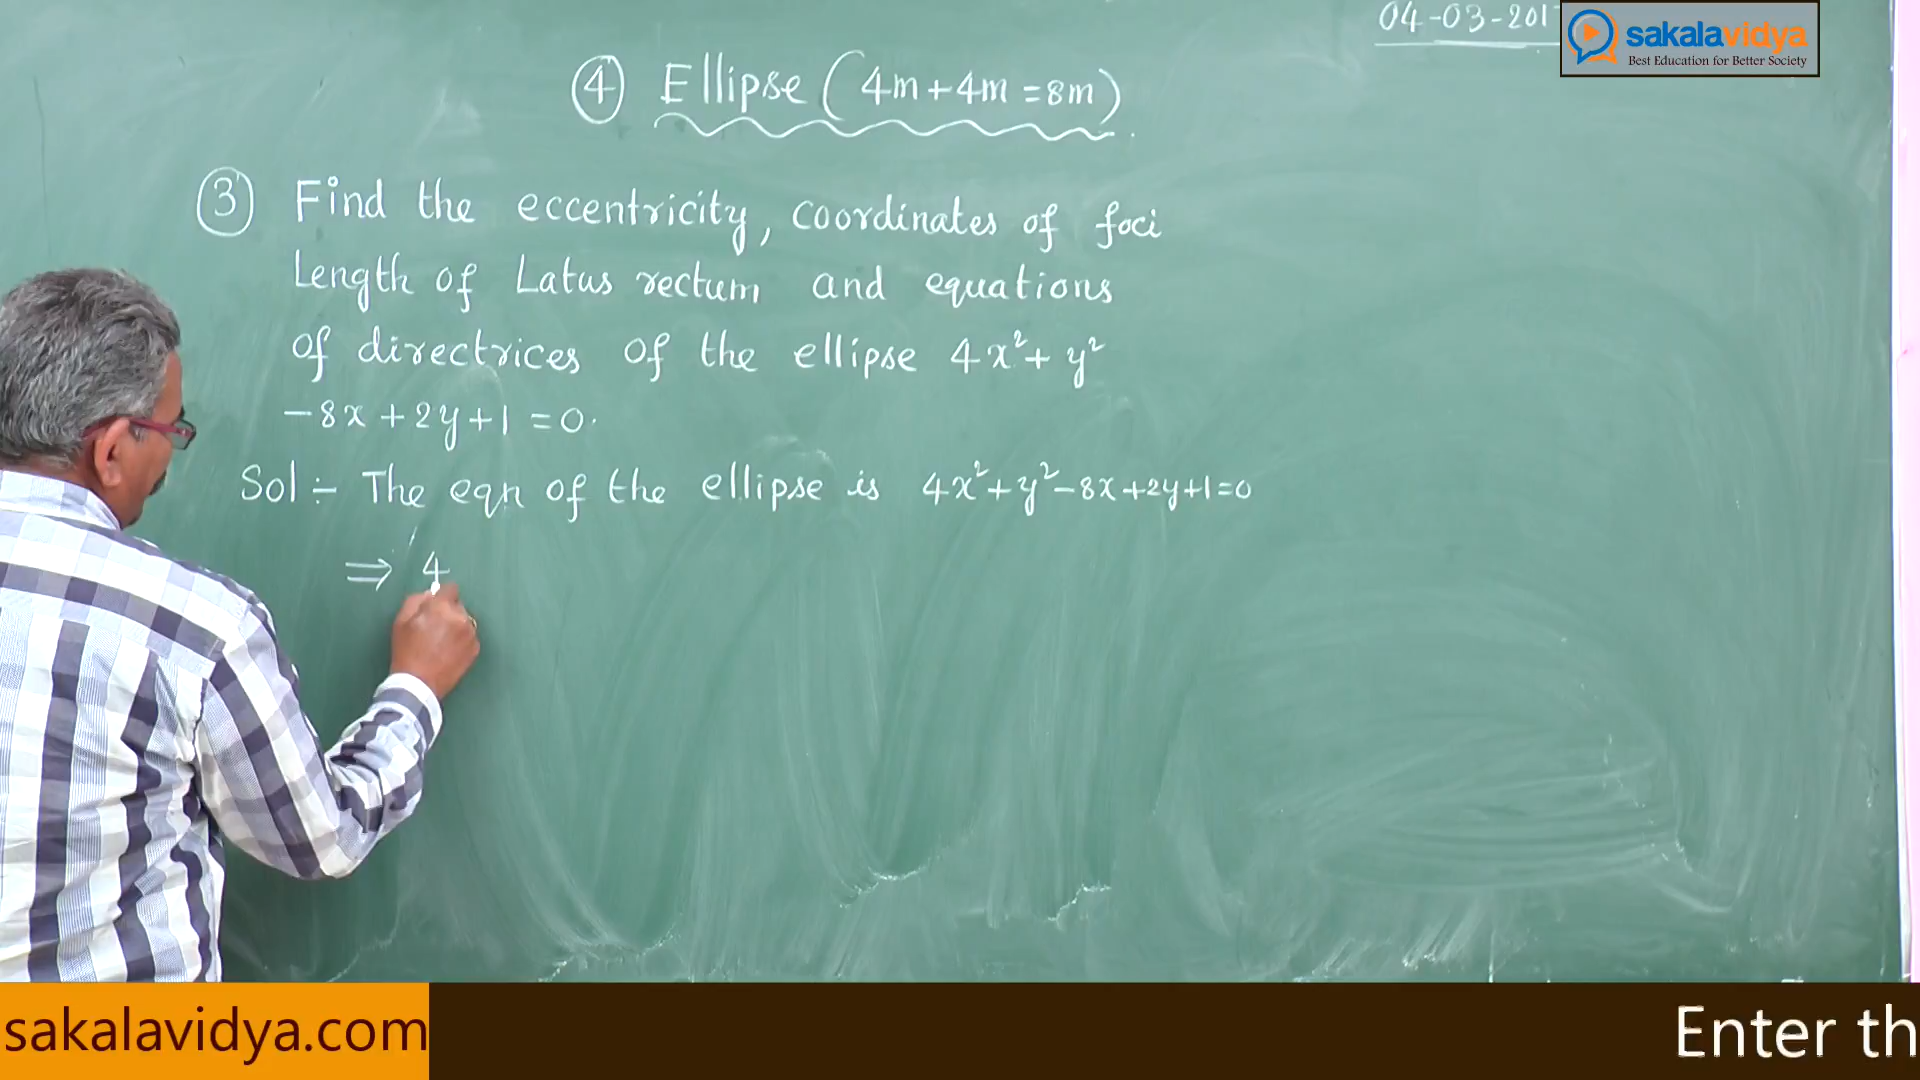 04-03-201
sakalavidya
Best Education for Better Society
④ Ellipse (4m+4m=8m)
③ Find the eccentricity, coordinates of foci
Length of Latus rectum and equations
of directrices of the ellipse 4x²+y²
-8x+2y+1=0.
Sol :- The eqn of the ellipse is 4x²+y²-8x+2y+1=0
⇒ 4
sakalavidya.com
Enter th